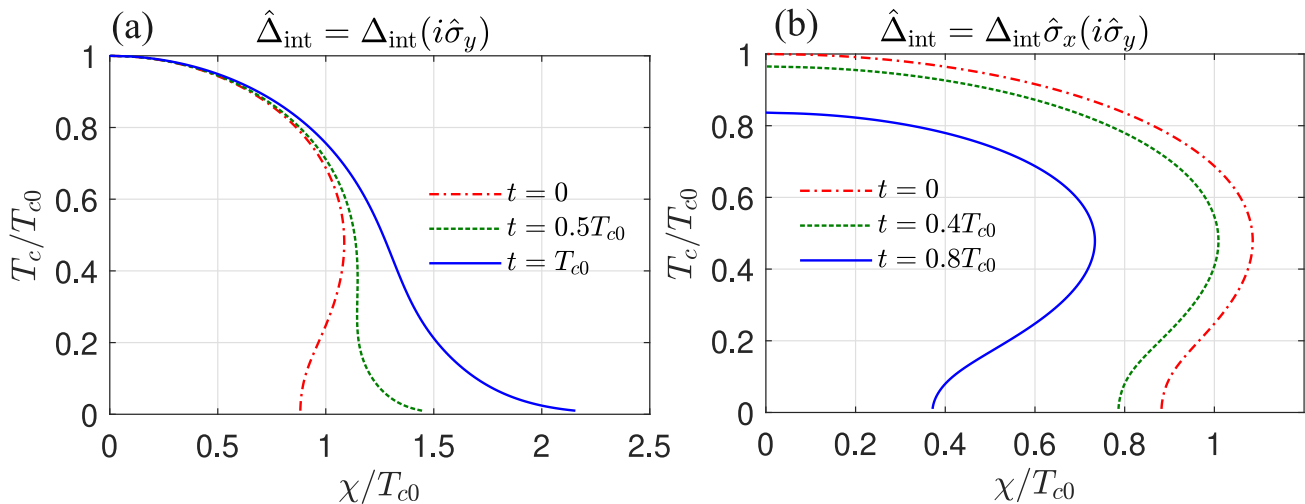 (a) Δ̂_int = Δ_int(iσ̂_y)
1
0.8
0.6
0.4
0.2
0
T_c/T_c0
t = 0
t = 0.5T_c0
t = T_c0
0 0.5 1 1.5 2 2.5
χ/T_c0
(b) Δ̂_int = Δ_intσ̂_x(iσ̂_y)
1
0.8
0.6
0.4
0.2
0
T_c/T_c0
t = 0
t = 0.4T_c0
t = 0.8T_c0
0 0.2 0.4 0.6 0.8 1
χ/T_c0